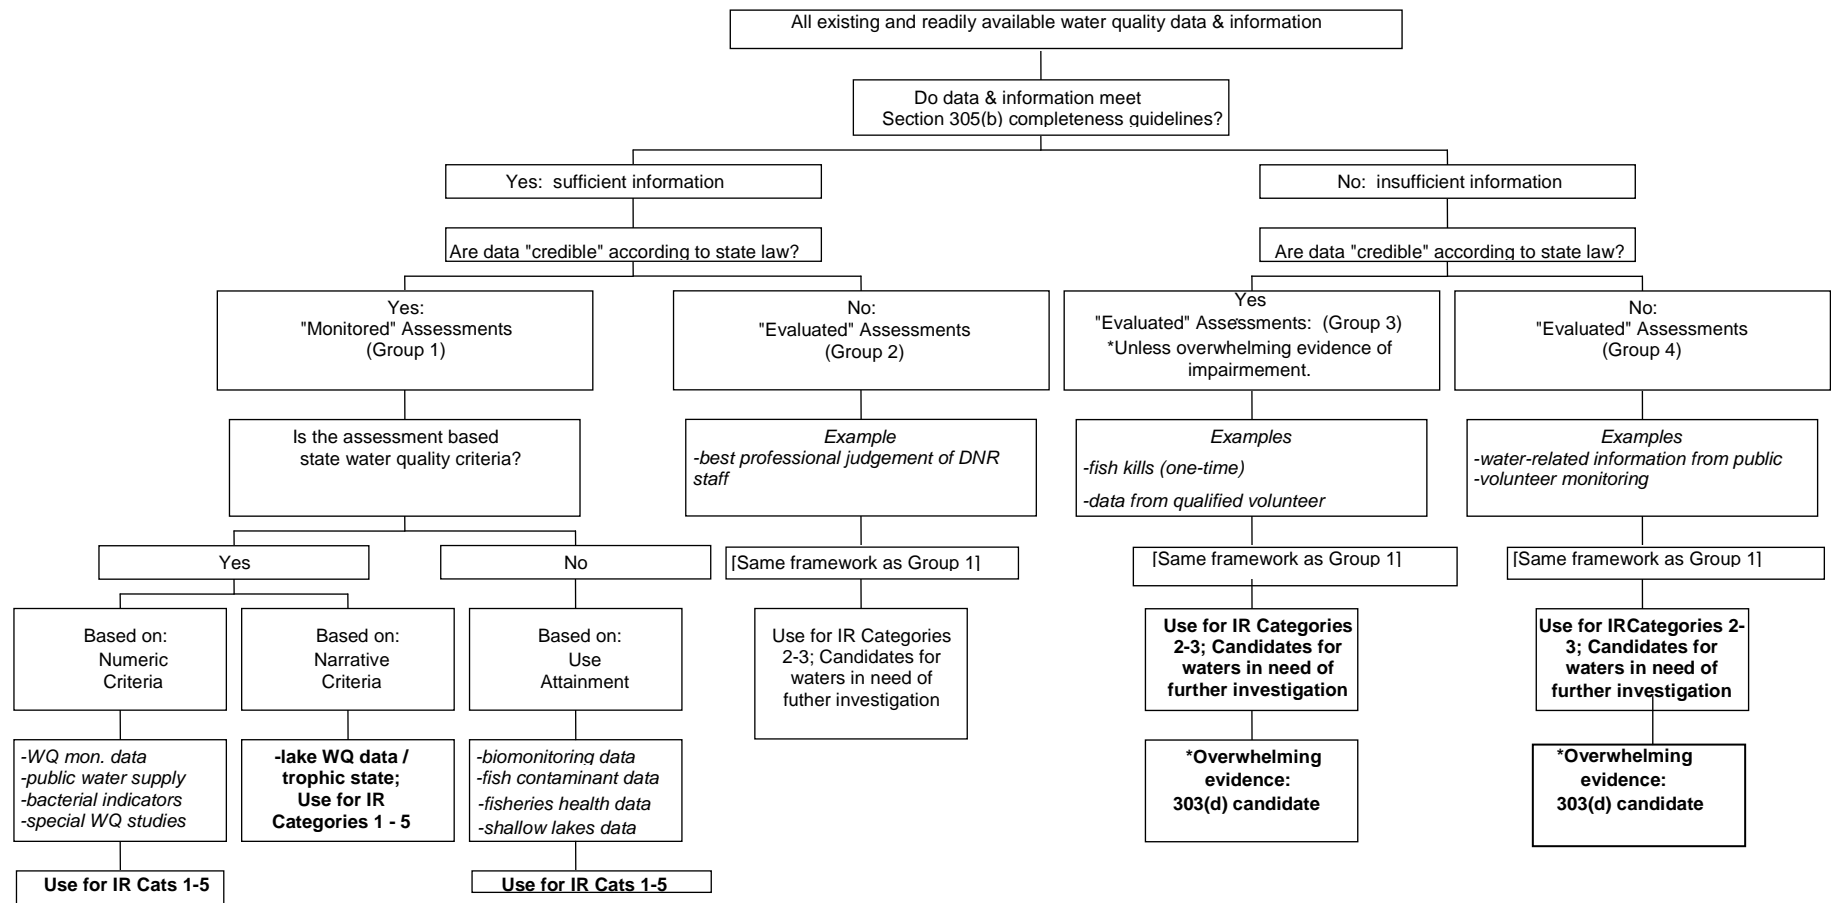 All existing and readily available water quality data & information
Do data & information meet
Section 305(b) completeness guidelines?
Yes: sufficient information
No: insufficient information
Are data "credible" according to state law?
Are data "credible" according to state law?
Yes:
"Monitored" Assessments
(Group 1)
No:
"Evaluated" Assessments
(Group 2)
Yes
"Evaluated" Assessments: (Group 3)
*Unless overwhelming evidence of
impairmement.
No:
"Evaluated" Assessments
(Group 4)
Is the assessment based
state water quality criteria?
Example
-best professional judgement of DNR
staff
Examples
-fish kills (one-time)
-data from qualified volunteer
Examples
-water-related information from public
-volunteer monitoring
Yes
No
[Same framework as Group 1]
[Same framework as Group 1]
[Same framework as Group 1]
Based on:
Numeric
Criteria
Based on:
Narrative
Criteria
Based on:
Use
Attainment
Use for IR Categories
2-3; Candidates for
waters in need of
futher investigation
Use for IR Categories
2-3; Candidates for
waters in need of
further investigation
Use for IRCategories 2-
3; Candidates for
waters in need of
further investigation
-WQ mon. data
-public water supply
-bacterial indicators
-special WQ studies
-lake WQ data /
trophic state;
Use for IR
Categories 1 - 5
-biomonitoring data
-fish contaminant data
-fisheries health data
-shallow lakes data
*Overwhelming
evidence:
303(d) candidate
*Overwhelming
evidence:
303(d) candidate
Use for IR Cats 1-5
Use for IR Cats 1-5